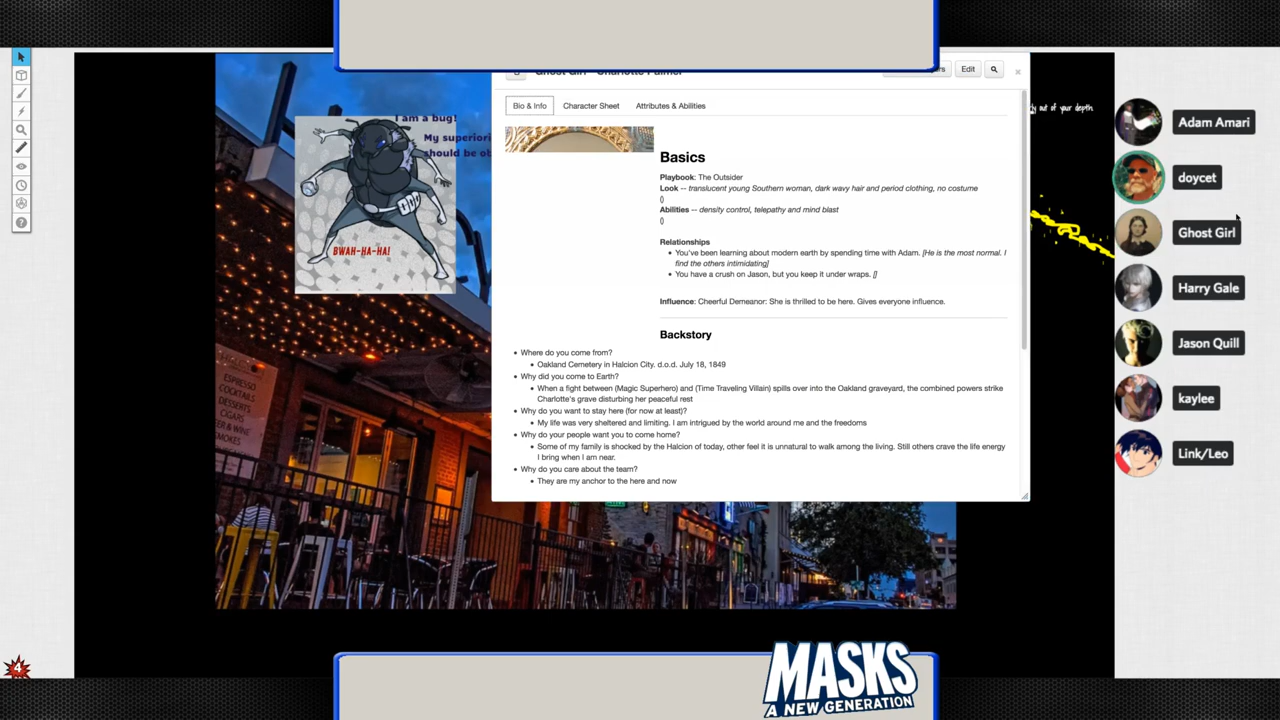 Ghost Girl - Charlotte Palmer
Edit
Bio & Info
Character Sheet
Attributes & Abilities
I am a bug!
My superiori
should be ob
BWAH-HA-HA!
ly out of your depth.
Basics
Playbook: The Outsider
Look -- translucent young Southern woman, dark wavy hair and period clothing, no costume
()
Abilities -- density control, telepathy and mind blast
()
Relationships
You've been learning about modern earth by spending time with Adam. [He is the most normal. I
find the others intimidating]
You have a crush on Jason, but you keep it under wraps. []
Influence: Cheerful Demeanor: She is thrilled to be here. Gives everyone influence.
Backstory
Where do you come from?
Oakland Cemetery in Halcion City. d.o.d. July 18, 1849
Why did you come to Earth?
When a fight between (Magic Superhero) and (Time Traveling Villain) spills over into the Oakland graveyard, the combined powers strike
Charlotte's grave disturbing her peaceful rest
Why do you want to stay here (for now at least)?
My life was very sheltered and limiting. I am intrigued by the world around me and the freedoms
Why do your people want you to come home?
Some of my family is shocked by the Halcion of today, other feel it is unnatural to walk among the living. Still others crave the life energy
I bring when I am near.
Why do you care about the team?
They are my anchor to the here and now
ESPRESSO
COCKTAILS
DESSERTS
CIGARS
WINE
SMOKES
Adam Amari
doycet
Ghost Girl
Harry Gale
Jason Quill
kaylee
Link/Leo
4
MASKS
A NEW GENERATION